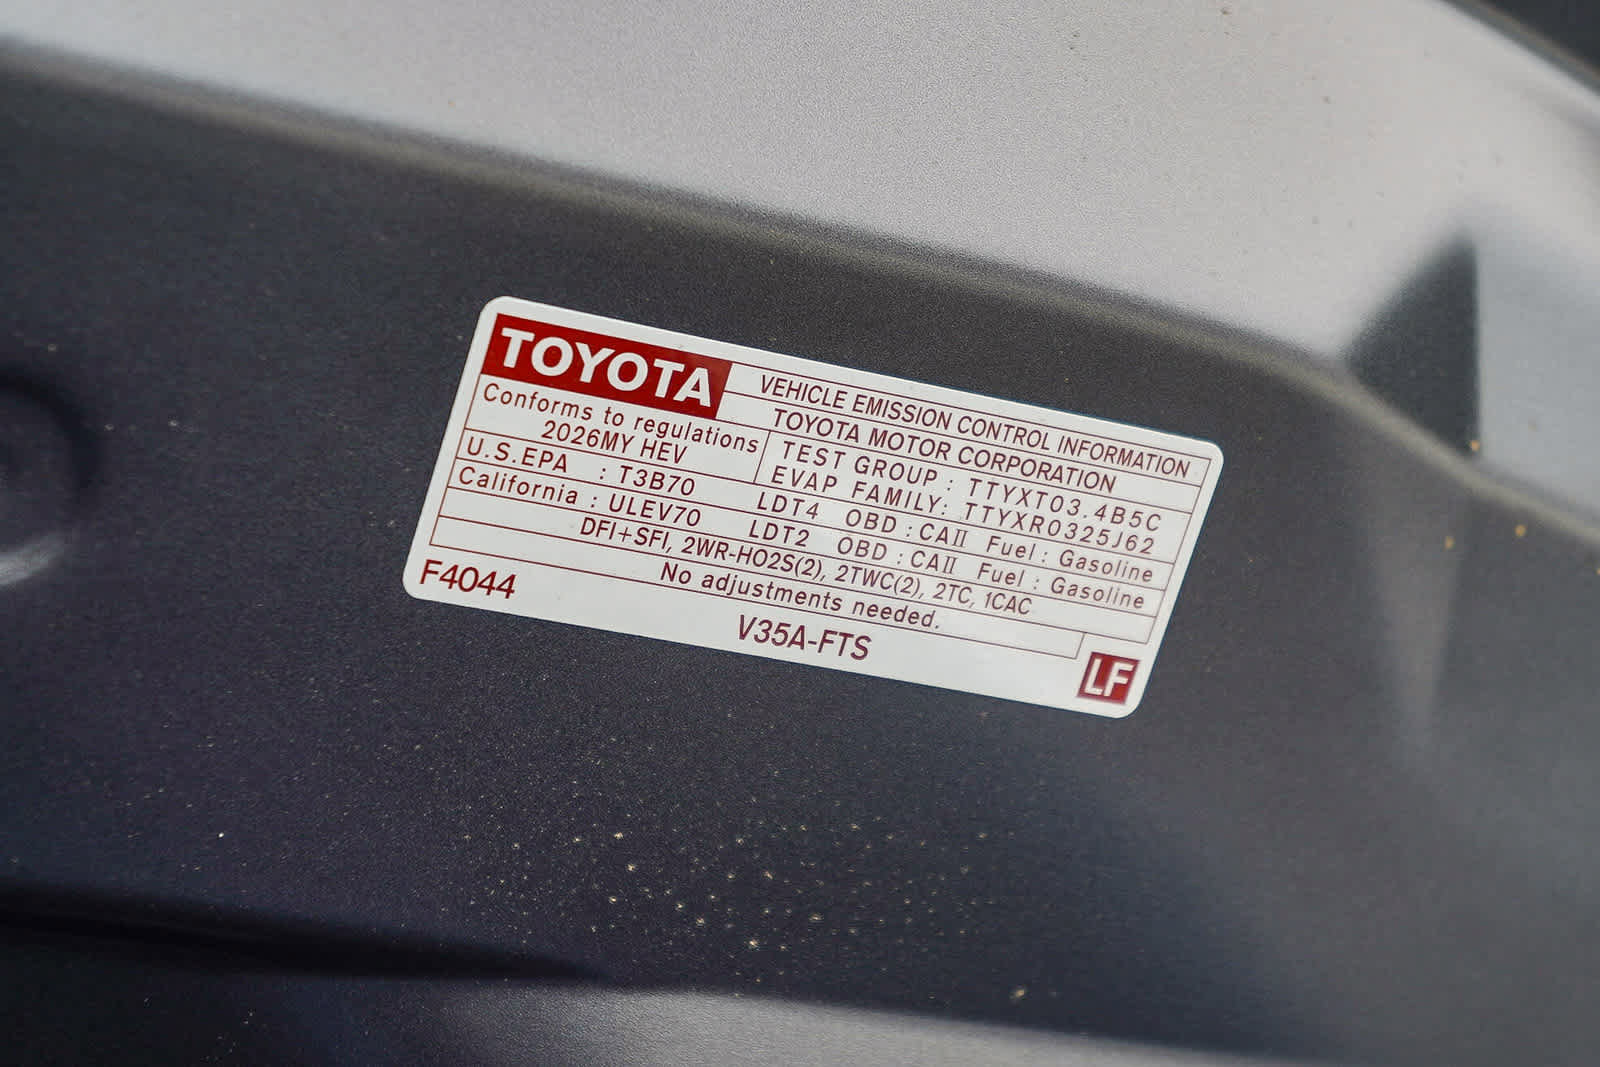 TOYOTA
VEHICLE EMISSION CONTROL INFORMATION
Conforms to regulations
2026MY HEV
TOYOTA MOTOR CORPORATION
TEST GROUP : TTYXT03.4B5C
EVAP FAMILY: TTYXR0325J62
U.S.EPA : T3B70 LDT4 OBD : CAII Fuel : Gasoline
California : ULEV70 LDT2 OBD : CAII Fuel : Gasoline
DFI+SFI, 2WR-HO2S(2), 2TWC(2), 2TC, 1CAC
No adjustments needed.
F4044
V35A-FTS
LF